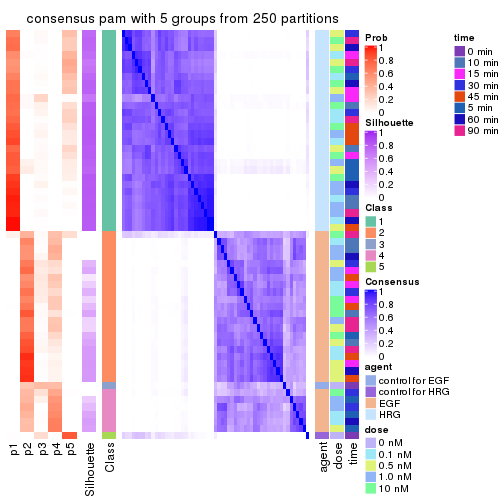 consensus pam with 5 groups from 250 partitions
p1
p2
p3
p4
p5
Silhouette
Class
agent
dose
time
Prob
1
0.8
0.6
0.4
0.2
0
Silhouette
1
0.8
0.6
0.4
0.2
0
Class
1
2
3
4
5
Consensus
1
0.8
0.6
0.4
0.2
0
agent
control for EGF
control for HRG
EGF
HRG
dose
0 nM
0.1 nM
0.5 nM
1.0 nM
10 nM
time
0 min
10 min
15 min
30 min
45 min
5 min
60 min
90 min